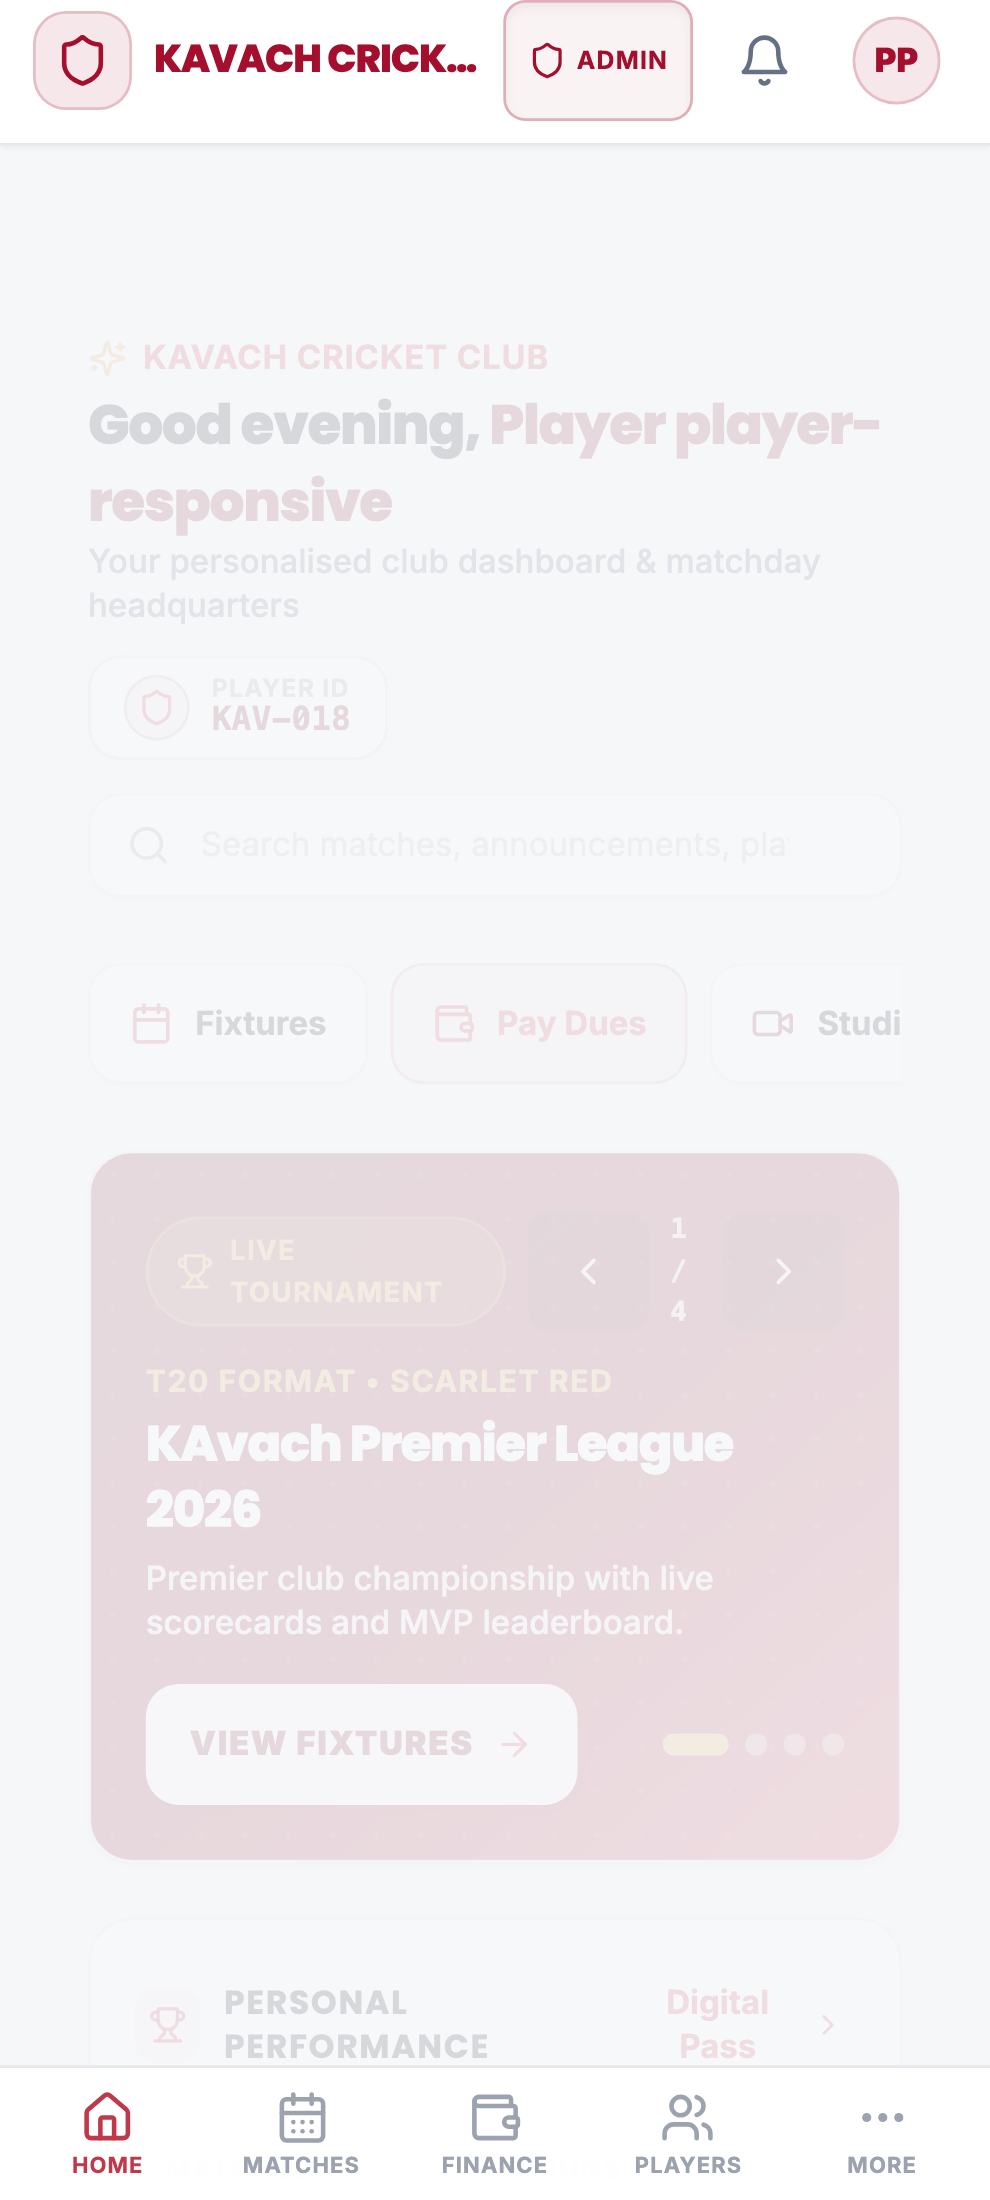 KAVACH CRICK...
ADMIN
PP
KAVACH CRICKET CLUB
Good evening, Player player-
responsive
Your personalised club dashboard & matchday
headquarters
PLAYER ID
KAV-018
Search matches, announcements, pla
Fixtures
Pay Dues
Studi
LIVE
TOURNAMENT
1
/
4
T20 FORMAT • SCARLET RED
KAvach Premier League
2026
Premier club championship with live
scorecards and MVP leaderboard.
VIEW FIXTURES
PERSONAL
PERFORMANCE
Digital
Pass
HOME
MATCHES
FINANCE
PLAYERS
MORE